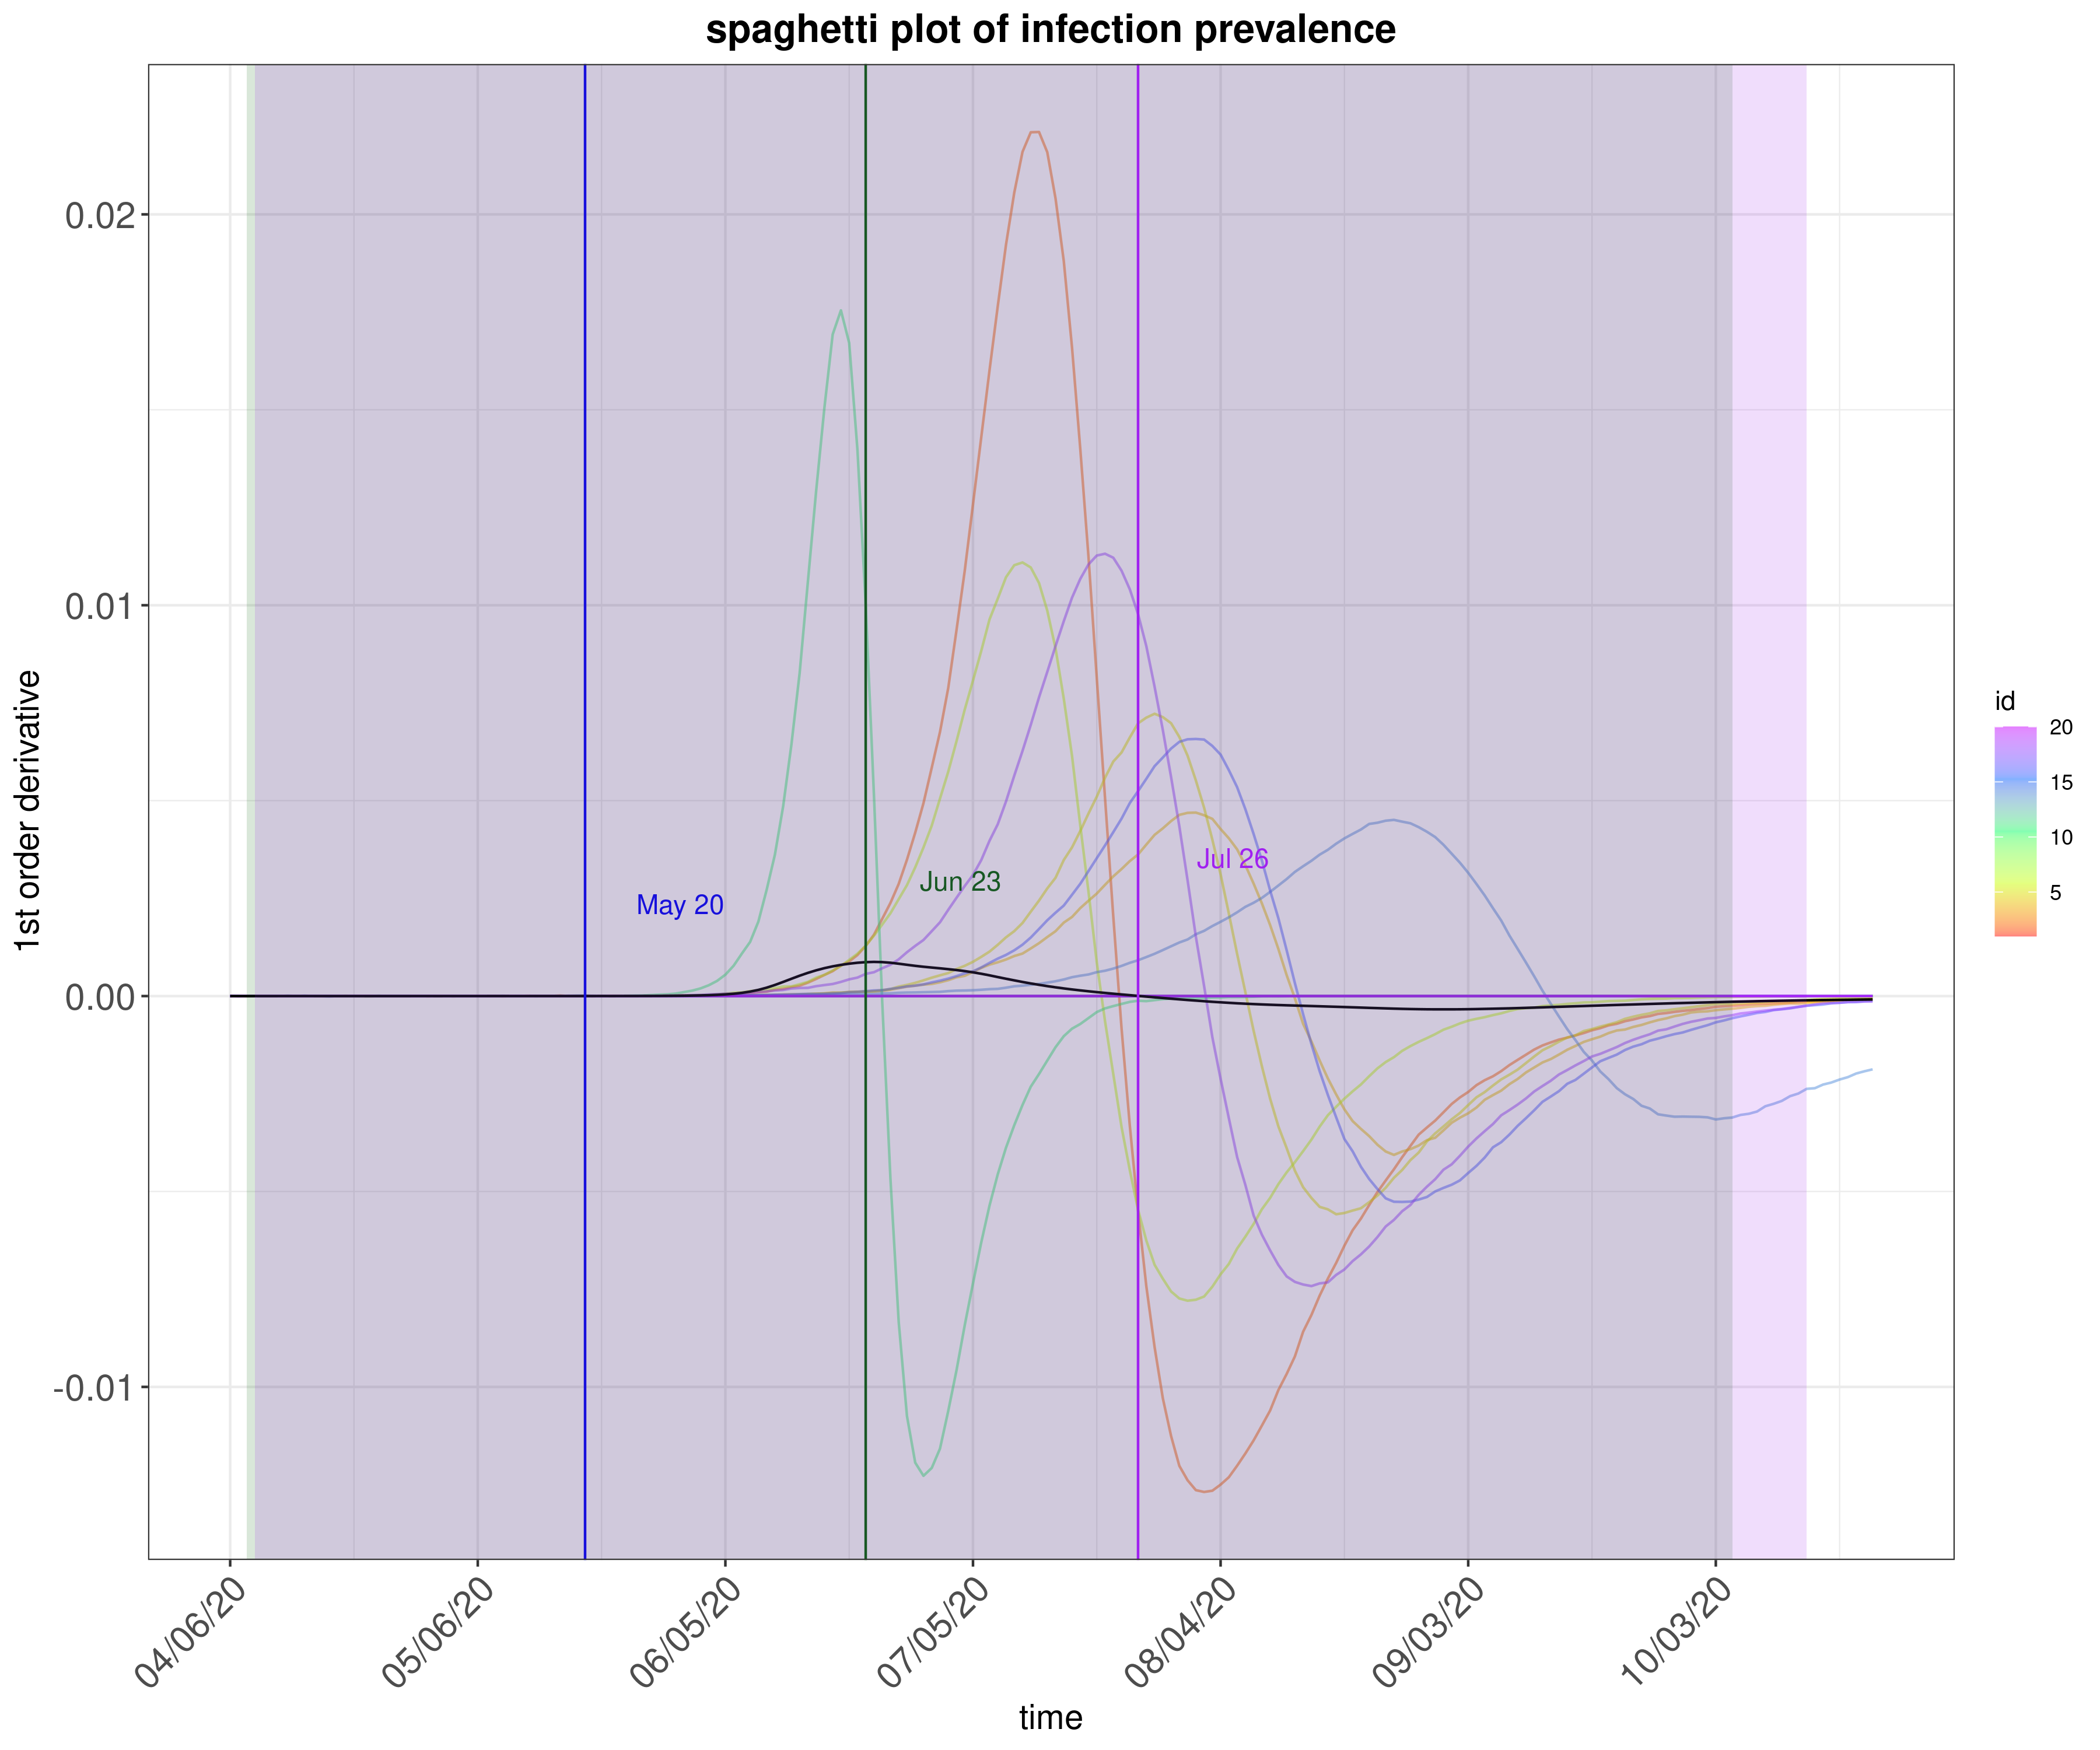 spaghetti plot of infection prevalence
1st order derivative
0.02
0.01
0.00
-0.01
May 20
Jun 23
Jul 26
04/06/20
05/06/20
06/05/20
07/05/20
08/04/20
09/03/20
10/03/20
time
id
20
15
10
5